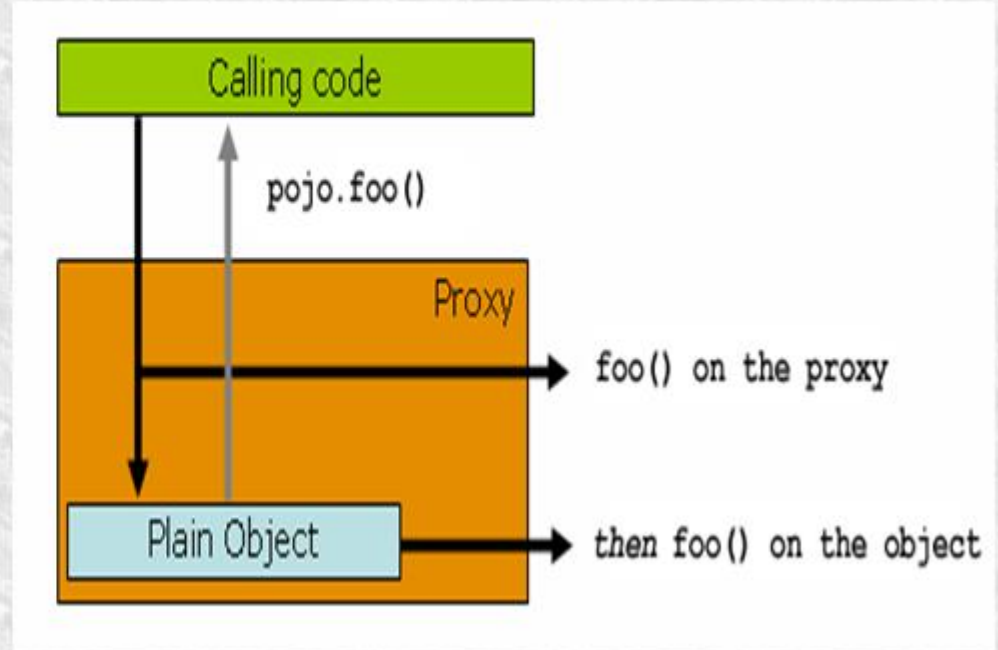 Calling code
pojo.foo()
Proxy
foo() on the proxy
Plain Object
then foo() on the object